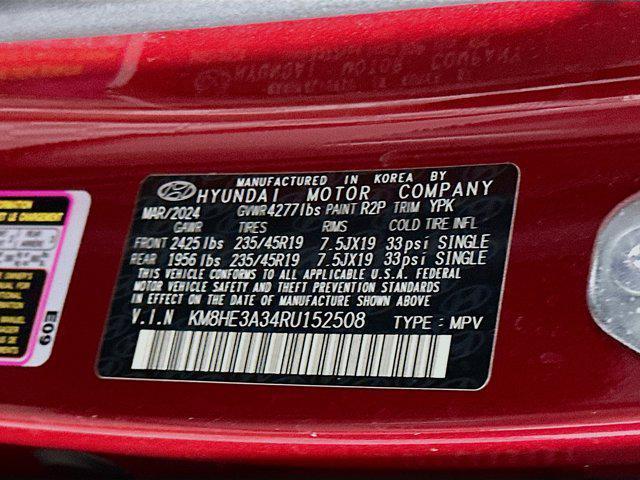 MANUFACTURED IN KOREA BY
HYUNDAI MOTOR COMPANY
MAR/2024 GVWR 4277lbs PAINT R2P TRIM YPK
GAWR TIRES RIMS COLD TIRE INFL
FRONT 2425lbs 235/45R19 7.5JX19 33psi SINGLE
REAR 1956lbs 235/45R19 7.5JX19 33psi SINGLE
THIS VEHICLE CONFORMS TO ALL APPLICABLE U.S.A. FEDERAL
MOTOR VEHICLE SAFETY AND THEFT PREVENTION STANDARDS
IN EFFECT ON THE DATE OF MANUFACTURE SHOWN ABOVE
V.I.N KM8HE3A34RU152508 TYPE : MPV
E09